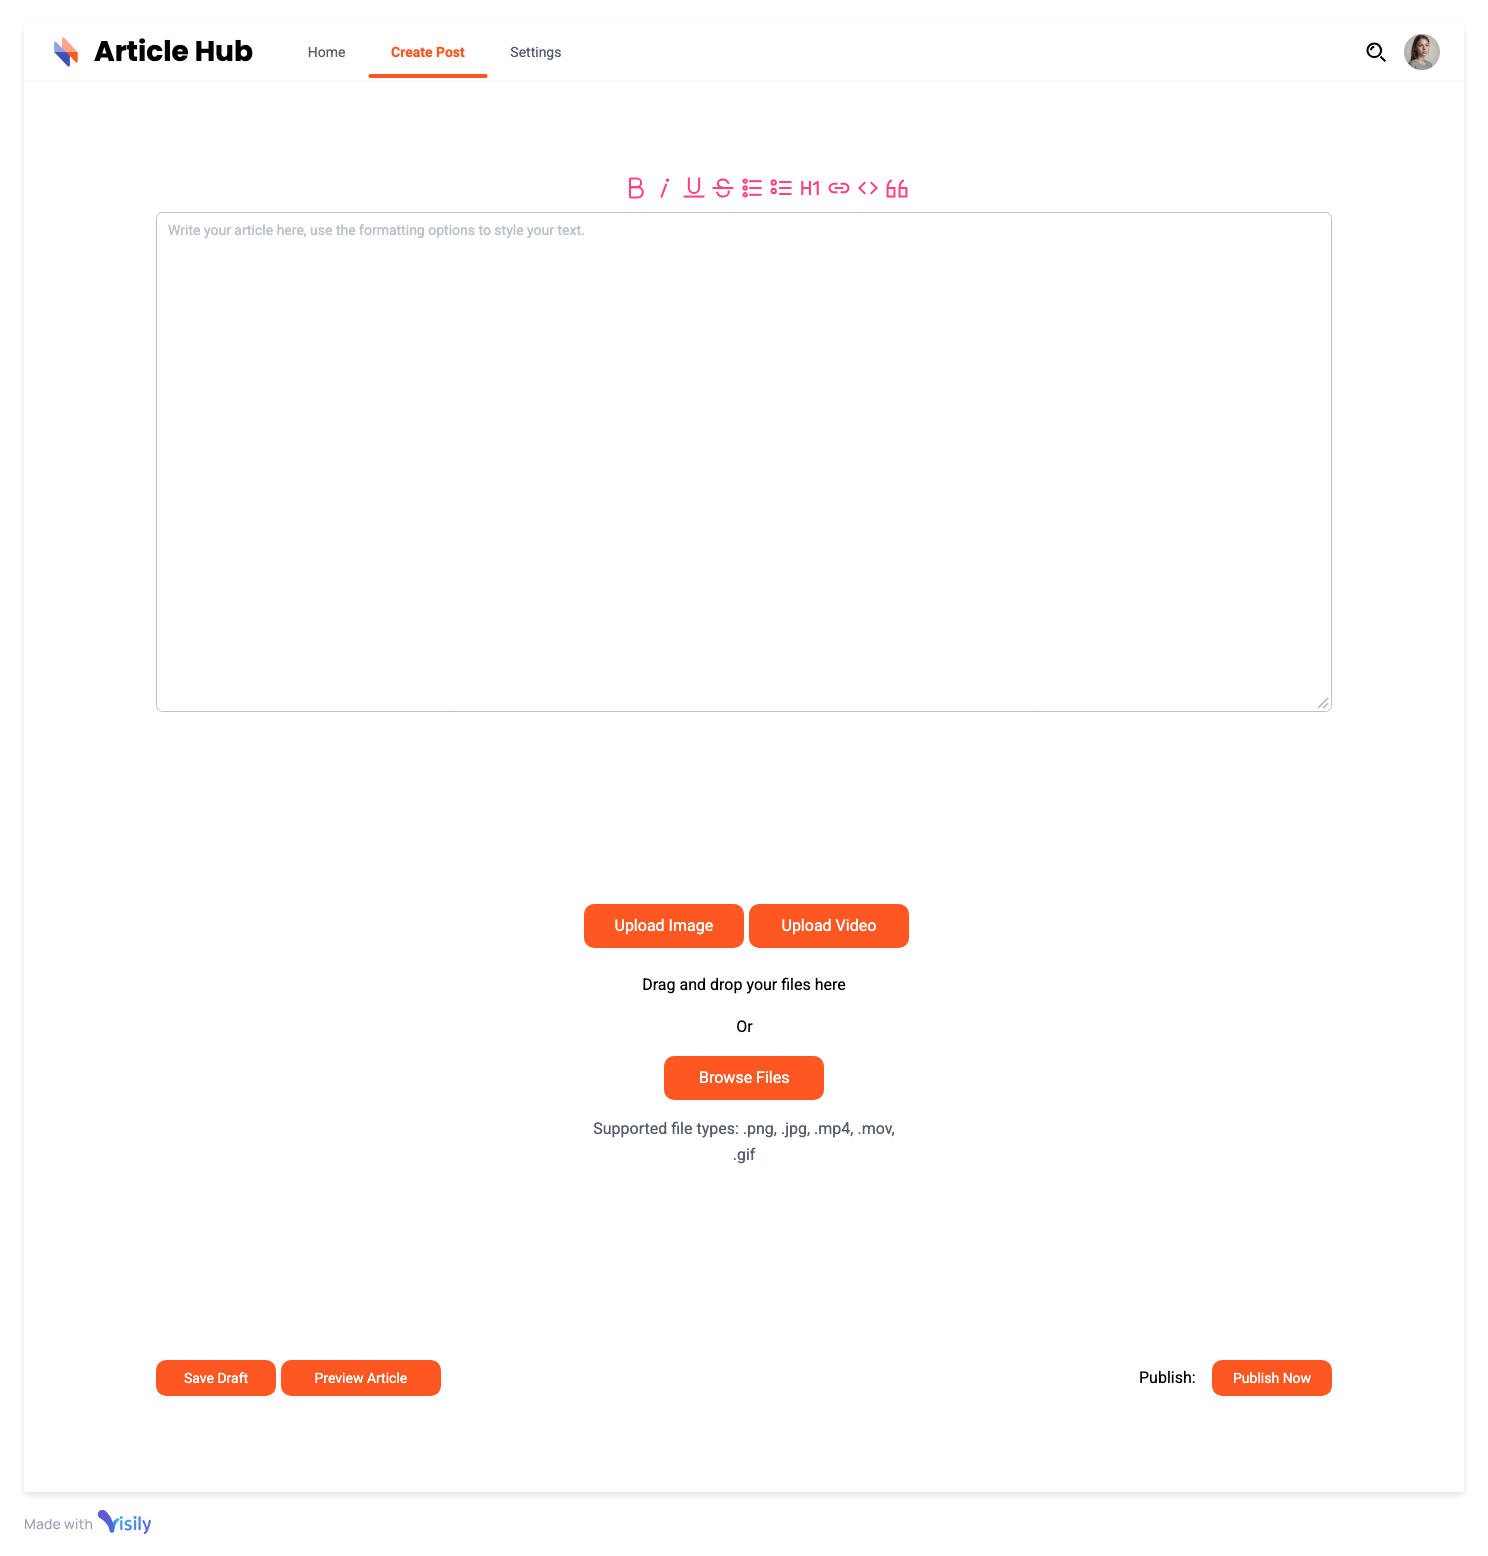 Article Hub
Home
Create Post
Settings
B i U S H1
Write your article here, use the formatting options to style your text.
Upload Image
Upload Video
Drag and drop your files here
Or
Browse Files
Supported file types: .png, .jpg, .mp4, .mov,
.gif
Save Draft
Preview Article
Publish:
Publish Now
Made with Visily